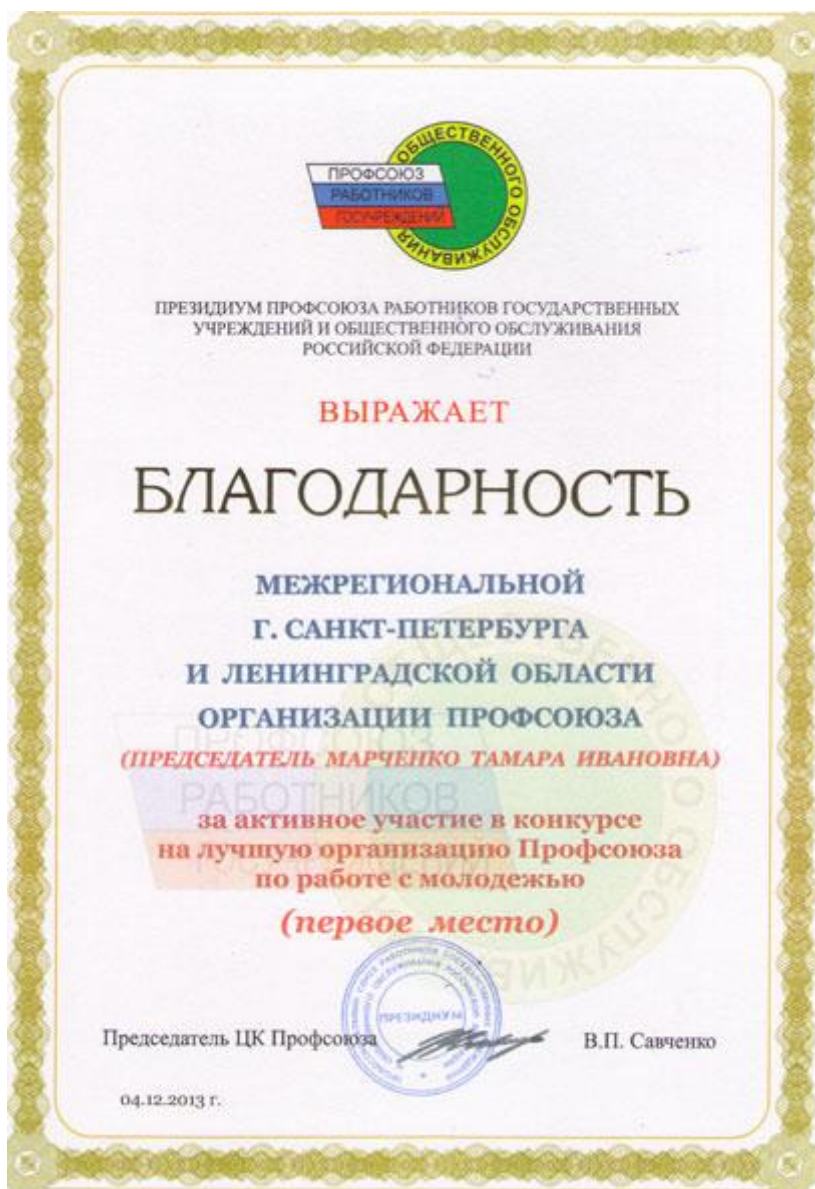 ПРОФСОЮЗ
РАБОТНИКОВ
ГОСУЧРЕЖДЕНИЙ
ОБЩЕСТВЕННОГО ОБСЛУЖИВАНИЯ
ПРЕЗИДИУМ ПРОФСОЮЗА РАБОТНИКОВ ГОСУДАРСТВЕННЫХ
УЧРЕЖДЕНИЙ И ОБЩЕСТВЕННОГО ОБСЛУЖИВАНИЯ
РОССИЙСКОЙ ФЕДЕРАЦИИ
ВЫРАЖАЕТ
БЛАГОДАРНОСТЬ
МЕЖРЕГИОНАЛЬНОЙ
Г. САНКТ-ПЕТЕРБУРГА
И ЛЕНИНГРАДСКОЙ ОБЛАСТИ
ОРГАНИЗАЦИИ ПРОФСОЮЗА
(ПРЕДСЕДАТЕЛЬ МАРЧЕНКО ТАМАРА ИВАНОВНА)
за активное участие в конкурсе
на лучшую организацию Профсоюза
по работе с молодежью
(первое место)
ПРЕЗИДИУМ
Председатель ЦК Профсоюза В.П. Савченко
04.12.2013 г.